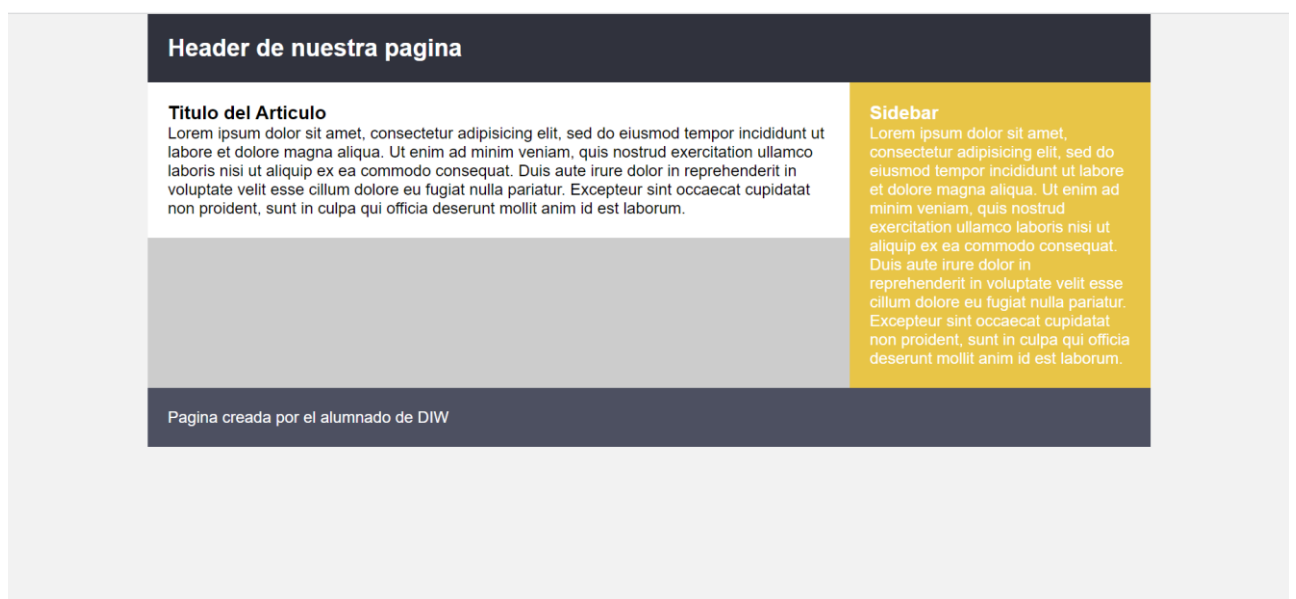 Header de nuestra pagina
Titulo del Articulo
Lorem ipsum dolor sit amet, consectetur adipisicing elit, sed do eiusmod tempor incididunt ut
labore et dolore magna aliqua. Ut enim ad minim veniam, quis nostrud exercitation ullamco
laboris nisi ut aliquip ex ea commodo consequat. Duis aute irure dolor in reprehenderit in
voluptate velit esse cillum dolore eu fugiat nulla pariatur. Excepteur sint occaecat cupidatat
non proident, sunt in culpa qui officia deserunt mollit anim id est laborum.
Sidebar
Lorem ipsum dolor sit amet,
consectetur adipisicing elit, sed do
eiusmod tempor incididunt ut labore
et dolore magna aliqua. Ut enim ad
minim veniam, quis nostrud
exercitation ullamco laboris nisi ut
aliquip ex ea commodo consequat.
Duis aute irure dolor in
reprehenderit in voluptate velit esse
cillum dolore eu fugiat nulla pariatur.
Excepteur sint occaecat cupidatat
non proident, sunt in culpa qui officia
deserunt mollit anim id est laborum.
Pagina creada por el alumnado de DIW